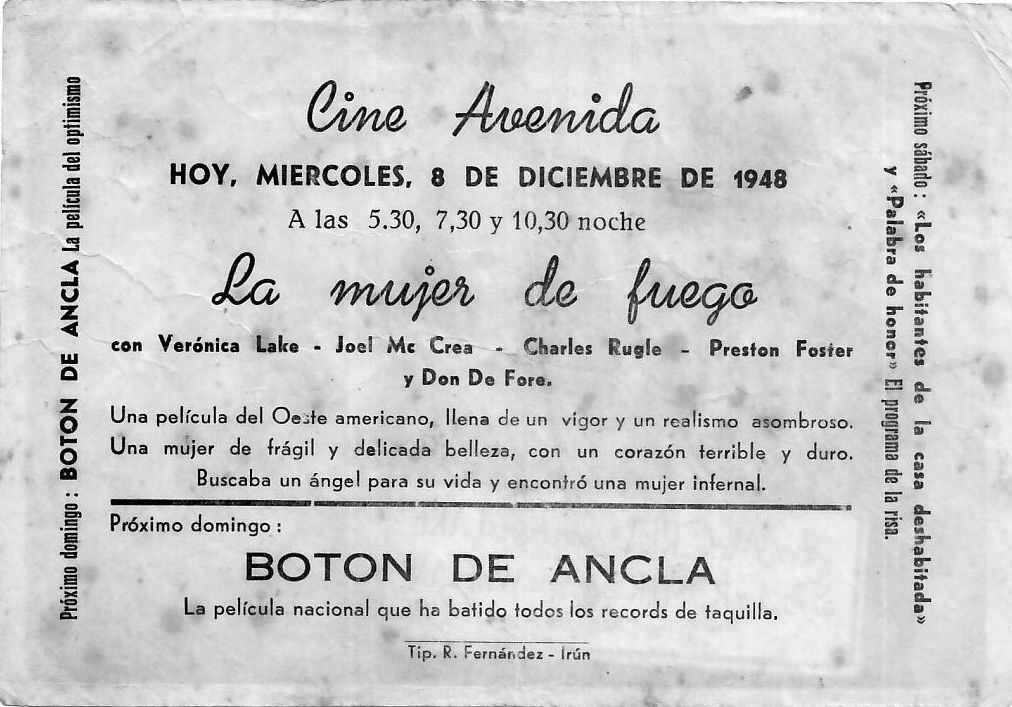 Cine Avenida
HOY, MIERCOLES, 8 DE DICIEMBRE DE 1948
A las 5.30, 7,30 y 10,30 noche
La mujer de fuego
con Verónica Lake - Joel Mc Crea - Charles Rugle - Preston Foster
y Don De Fore.
Una película del Oeste americano, llena de un vigor y un realismo asombroso.
Una mujer de frágil y delicada belleza, con un corazón terrible y duro.
Buscaba un ángel para su vida y encontró una mujer infernal.
Próximo domingo :
BOTON DE ANCLA
La película nacional que ha batido todos los records de taquilla.
Tip. R. Fernández - Irún
Próximo domingo : BOTON DE ANCLA La película del optimismo
Próximo sábado : «Los habitantes de la casa deshabitada»
y «Palabra de honor» El programa de la risa.